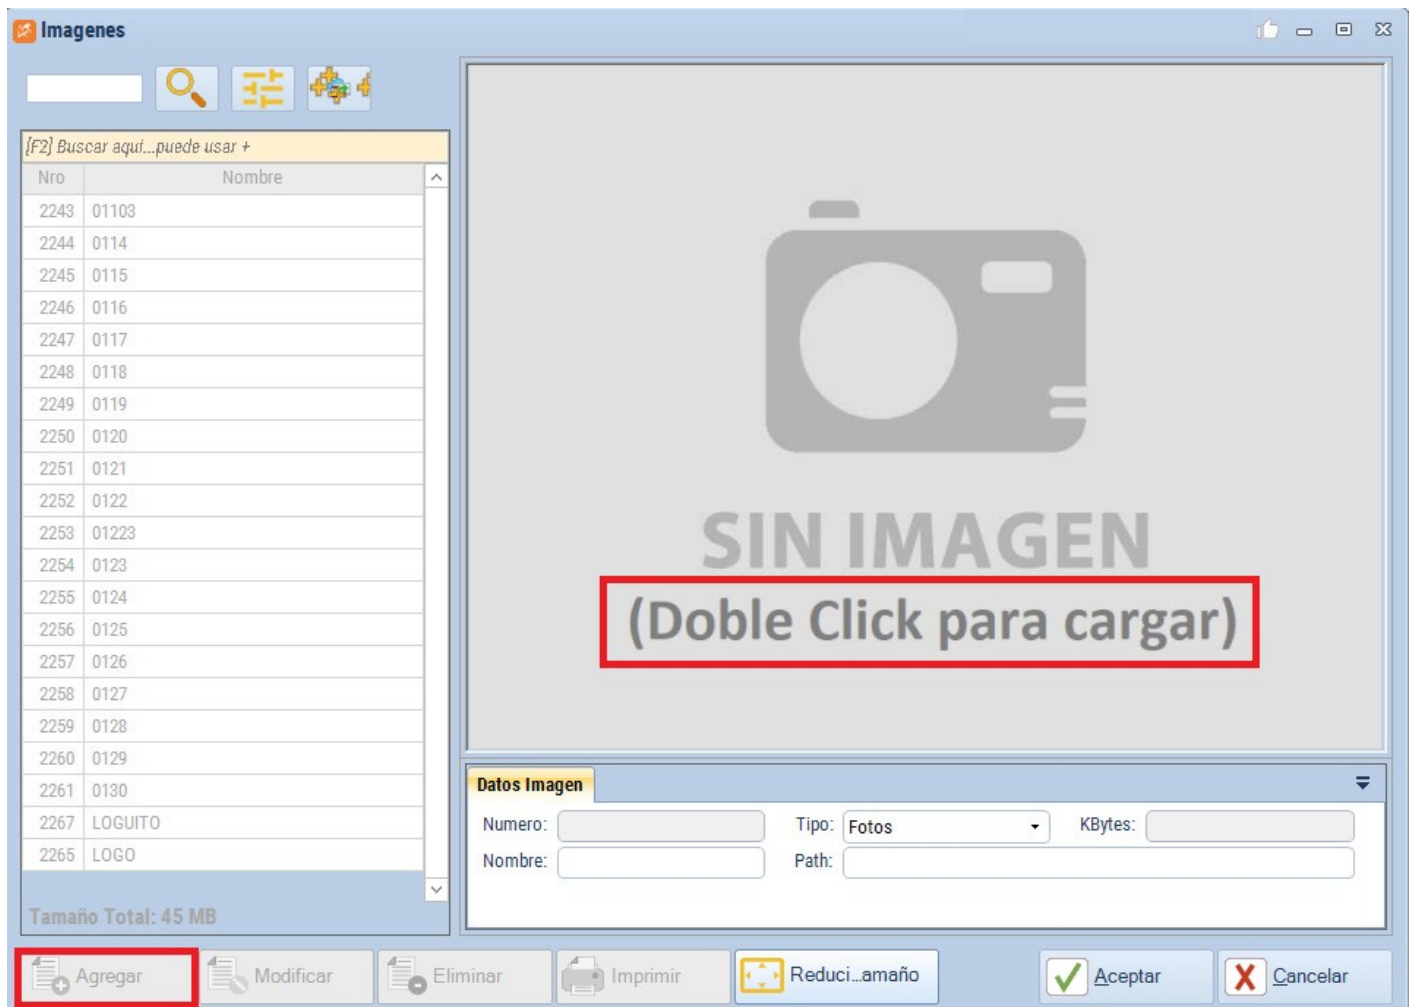 Imagenes
[F2] Buscar aqui...puede usar +
Nro Nombre
2243 01103
2244 0114
2245 0115
2246 0116
2247 0117
2248 0118
2249 0119
2250 0120
2251 0121
2252 0122
2253 01223
2254 0123
2255 0124
2256 0125
2257 0126
2258 0127
2259 0128
2260 0129
2261 0130
2267 LOGUITO
2265 LOGO
Tamaño Total: 45 MB
SIN IMAGEN
(Doble Click para cargar)
Datos Imagen
Numero: Tipo: Fotos KBytes:
Nombre: Path:
Agregar Modificar Eliminar Imprimir Reduci...amaño Aceptar Cancelar